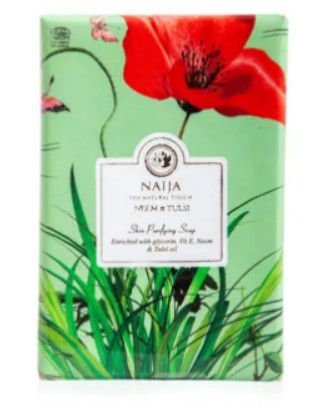 NAIJA
THE NATURAL TOUCH
NEEM & TULSI
Skin Purifying Soap
Enriched with glycerin, Vit E, Neem
& Tulsi oil